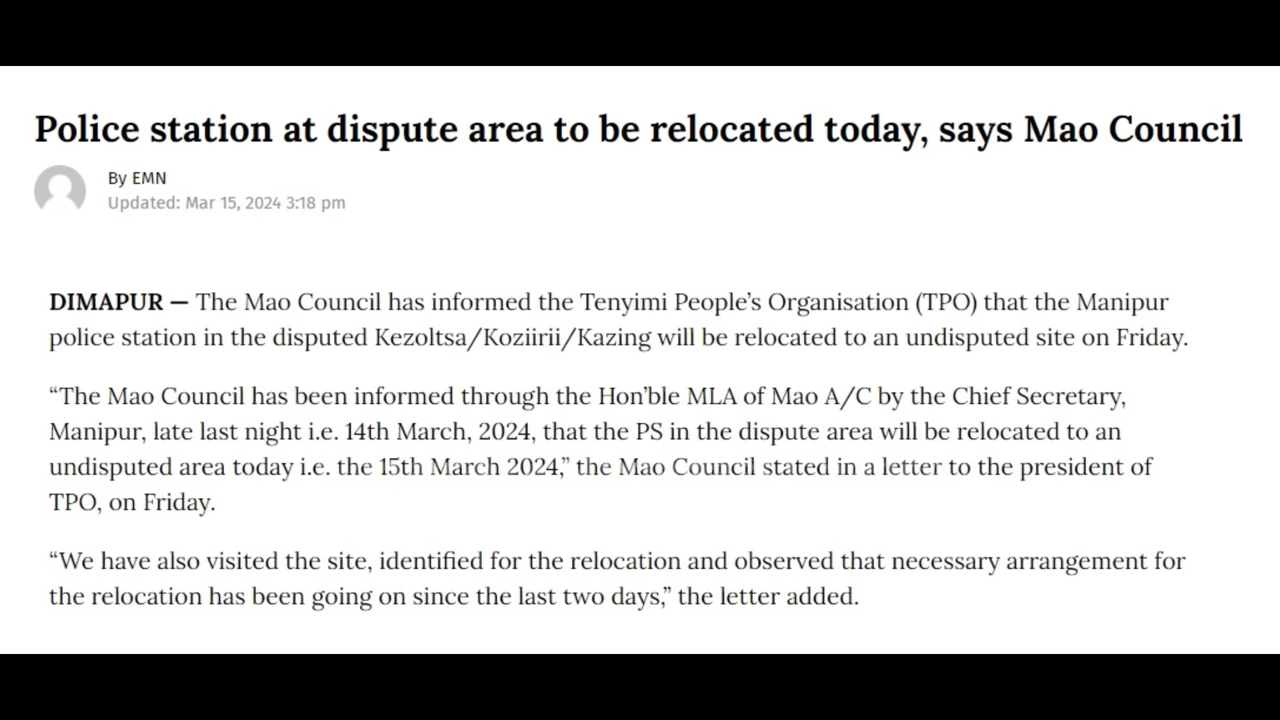 Police station at dispute area to be relocated today, says Mao Council
By EMN
Updated: Mar 15, 2024 3:18 pm
DIMAPUR — The Mao Council has informed the Tenyimi People’s Organisation (TPO) that the Manipur
police station in the disputed Kezoltsa/Koziirii/Kazing will be relocated to an undisputed site on Friday.
“The Mao Council has been informed through the Hon’ble MLA of Mao A/C by the Chief Secretary,
Manipur, late last night i.e. 14th March, 2024, that the PS in the dispute area will be relocated to an
undisputed area today i.e. the 15th March 2024,” the Mao Council stated in a letter to the president of
TPO, on Friday.
“We have also visited the site, identified for the relocation and observed that necessary arrangement for
the relocation has been going on since the last two days,” the letter added.